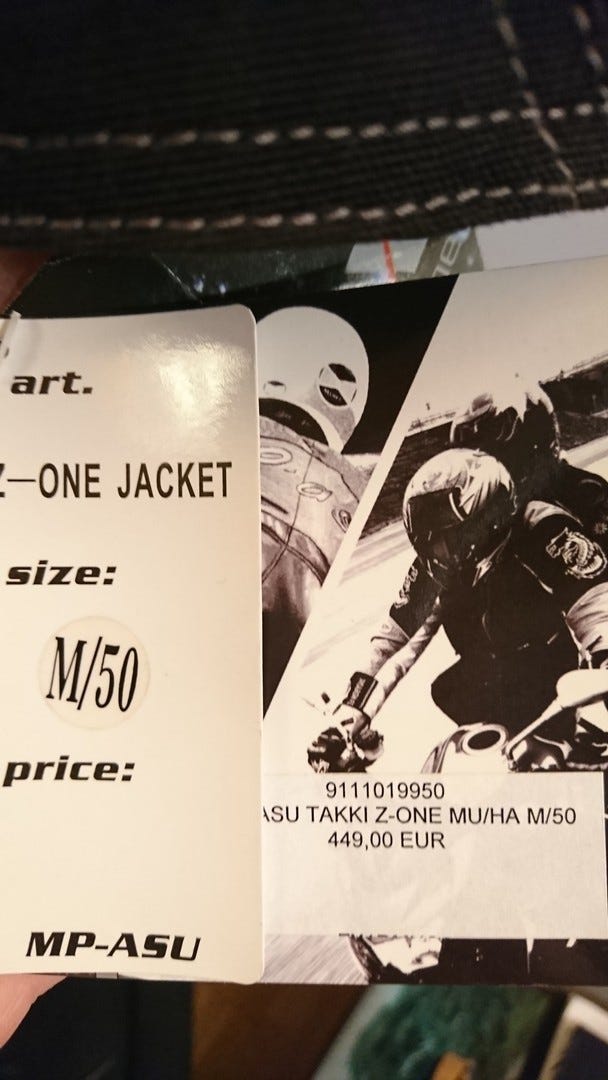 art.
Z-ONE JACKET
size:
M/50
price:
MP-ASU
9111019950
ASU TAKKI Z-ONE MU/HA M/50
449,00 EUR